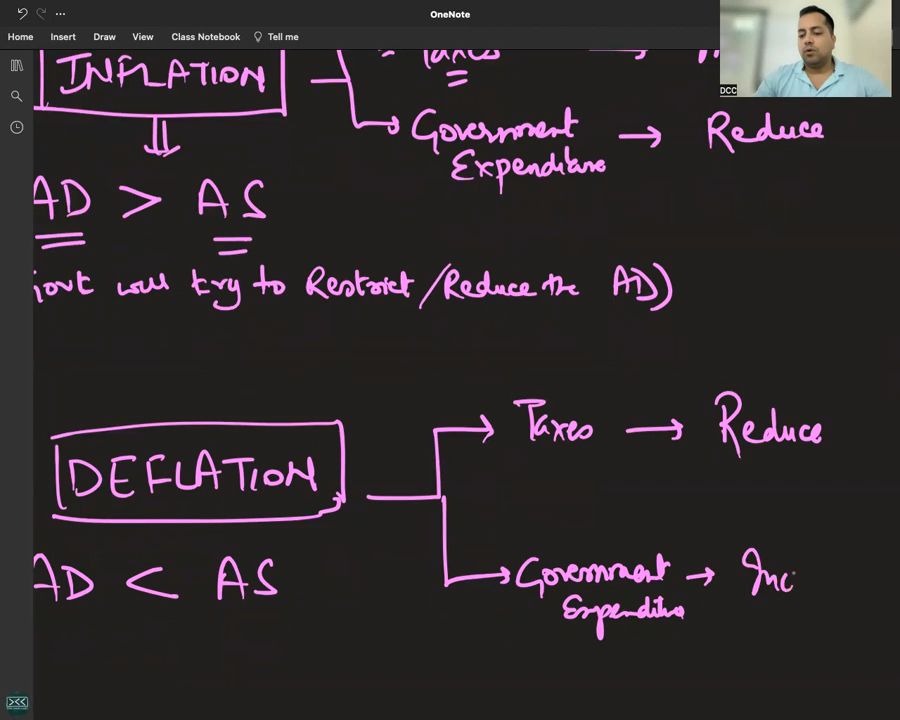 OneNote
Home Insert Draw View Class Notebook Tell me
DCC
Taxes →
INFLATION
Government → Reduce
Expenditure
AD > AS
Govt will try to Restrict/Reduce the AD)
Taxes → Reduce
DEFLATION
Government → Inc
Expenditure
AD < AS